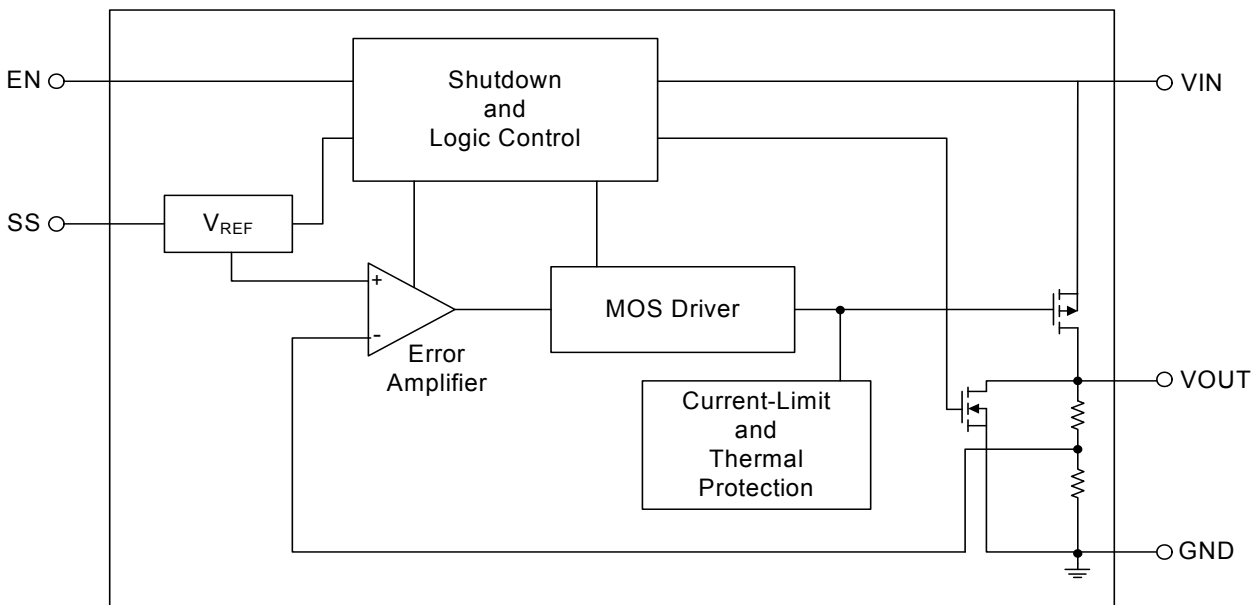 EN
Shutdown
and
Logic Control
VIN
SS
VREF
+
-
Error
Amplifier
MOS Driver
Current-Limit
and
Thermal
Protection
VOUT
GND